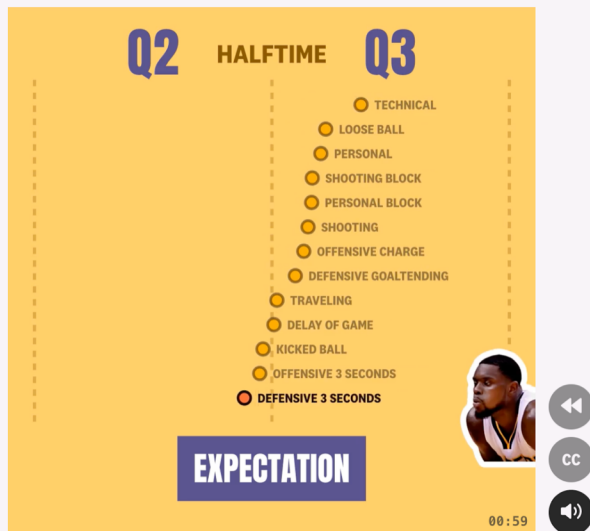 Q2 HALFTIME Q3
TECHNICAL
LOOSE BALL
PERSONAL
SHOOTING BLOCK
PERSONAL BLOCK
SHOOTING
OFFENSIVE CHARGE
DEFENSIVE GOALTENDING
TRAVELING
DELAY OF GAME
KICKED BALL
OFFENSIVE 3 SECONDS
DEFENSIVE 3 SECONDS
EXPECTATION
CC
00:59